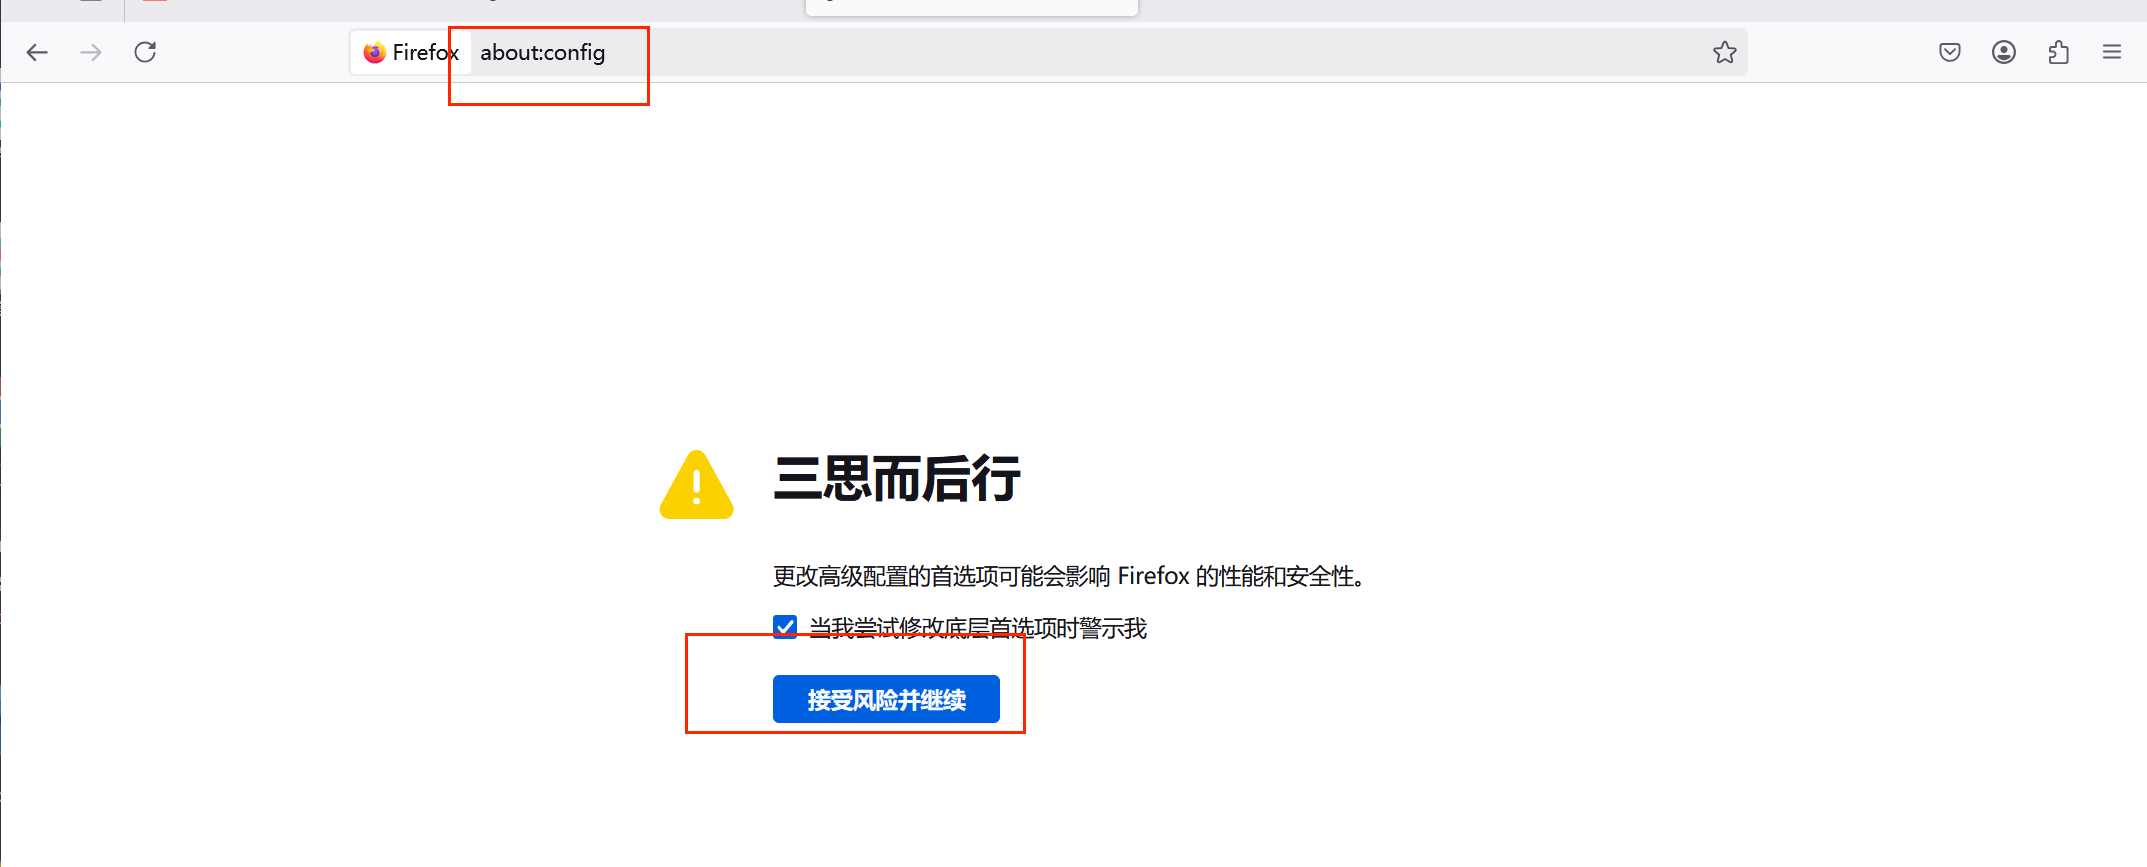 Firefox about:config
三思而后行
更改高级配置的首选项可能会影响 Firefox 的性能和安全性。
当我尝试修改底层首选项时警示我
接受风险并继续